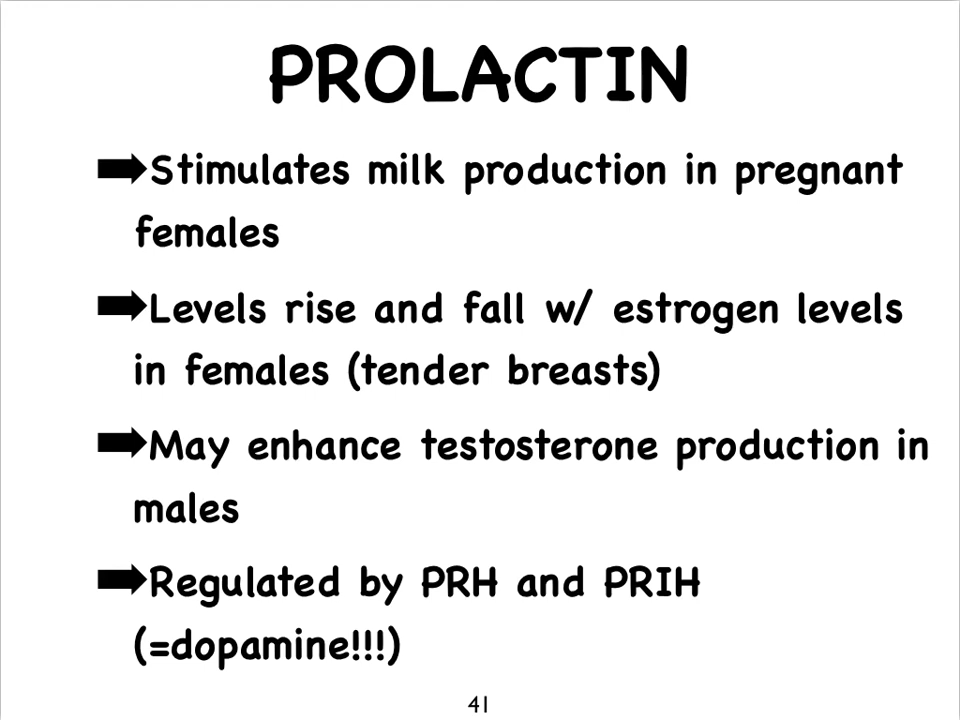 PROLACTIN
➡Stimulates milk production in pregnant
females
➡Levels rise and fall w/ estrogen levels
in females (tender breasts)
➡May enhance testosterone production in
males
➡Regulated by PRH and PRIH
(=dopamine!!!)
41